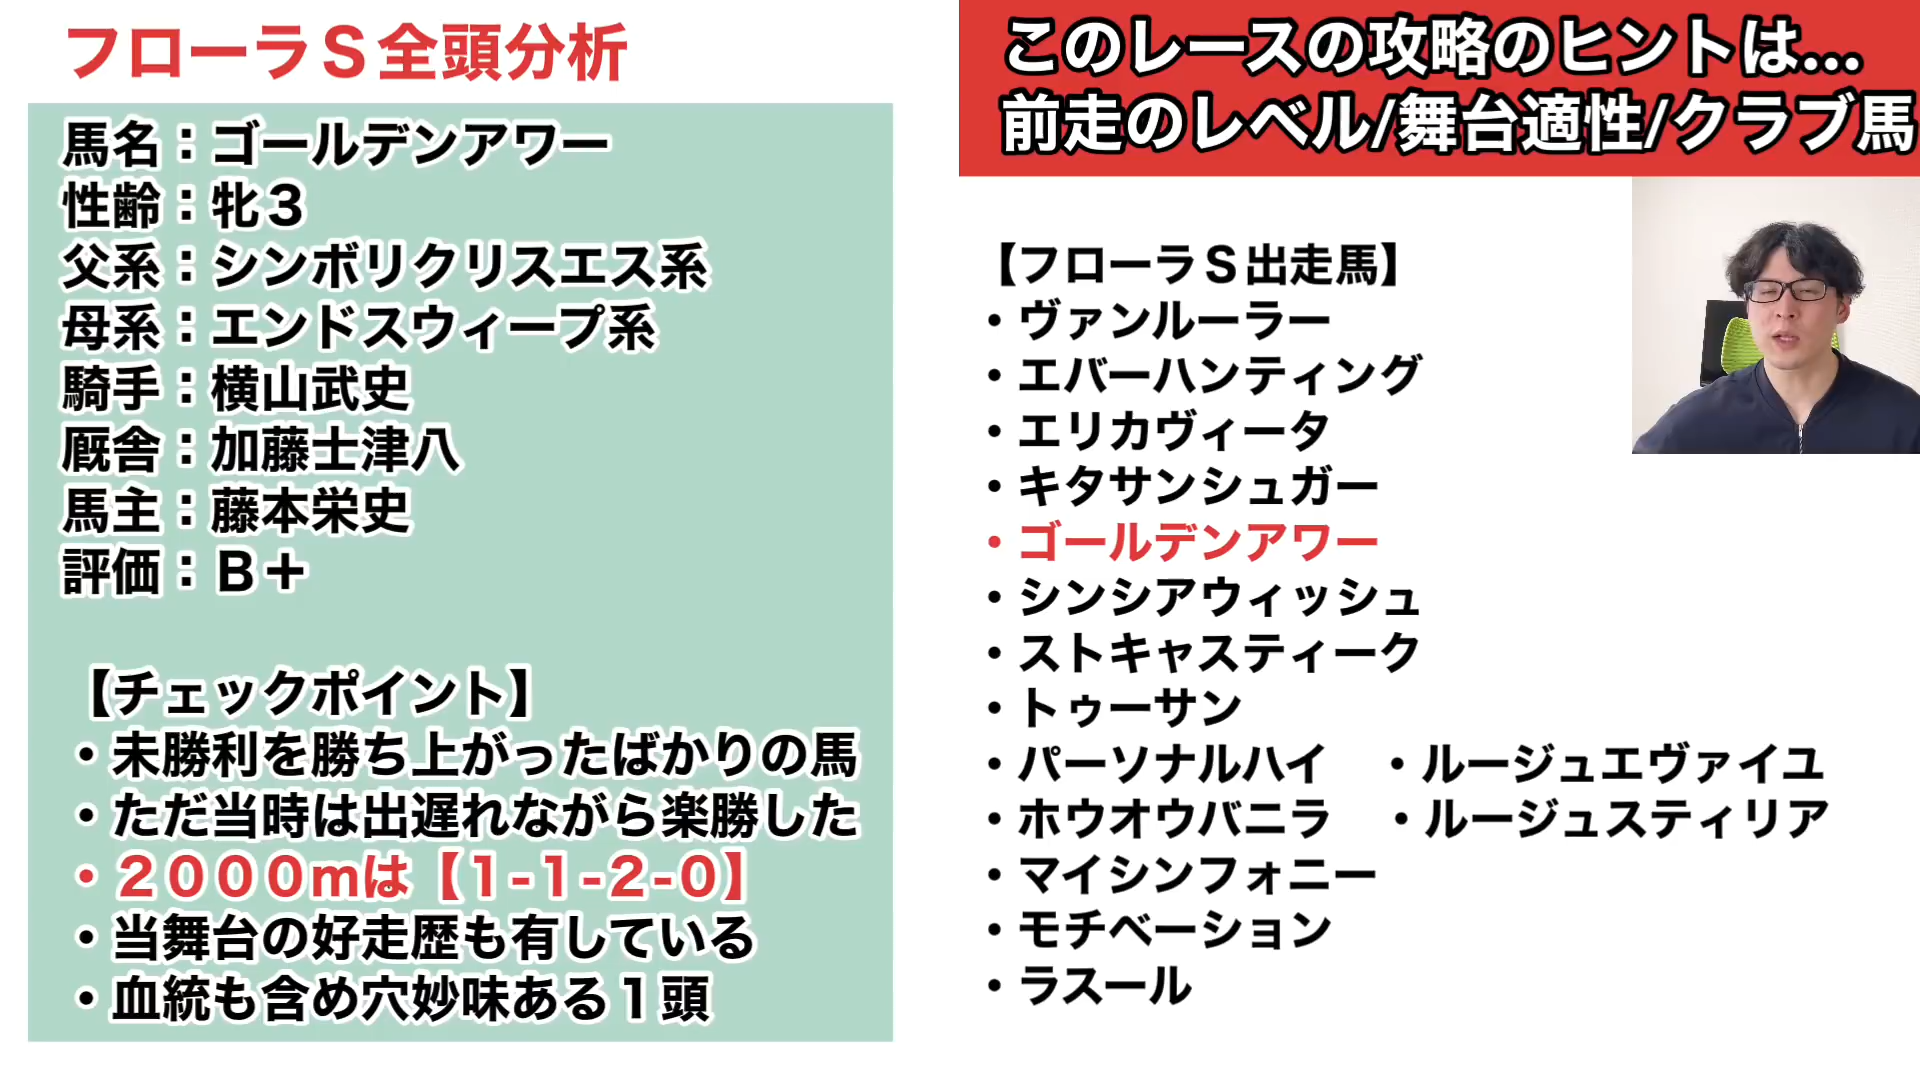 フローラＳ全頭分析
馬名：ゴールデンアワー
性齢：牝３
父系：シンボリクリスエス系
母系：エンドスウィープ系
騎手：横山武史
厩舎：加藤士津八
馬主：藤本栄史
評価：Ｂ＋
【チェックポイント】
・未勝利を勝ち上がったばかりの馬
・ただ当時は出遅れながら楽勝した
・２０００ｍは【１-１-２-０】
・当舞台の好走歴も有している
・血統も含め穴妙味ある１頭
このレースの攻略のヒントは…
前走のレベル/舞台適性/クラブ馬
【フローラＳ出走馬】
・ヴァンルーラー
・エバーハンティング
・エリカヴィータ
・キタサンシュガー
・ゴールデンアワー
・シンシアウィッシュ
・ストキャスティーク
・トゥーサン
・パーソナルハイ　・ルージュエヴァイユ
・ホウオウバニラ　・ルージュスティリア
・マイシンフォニー
・モチベーション
・ラスール